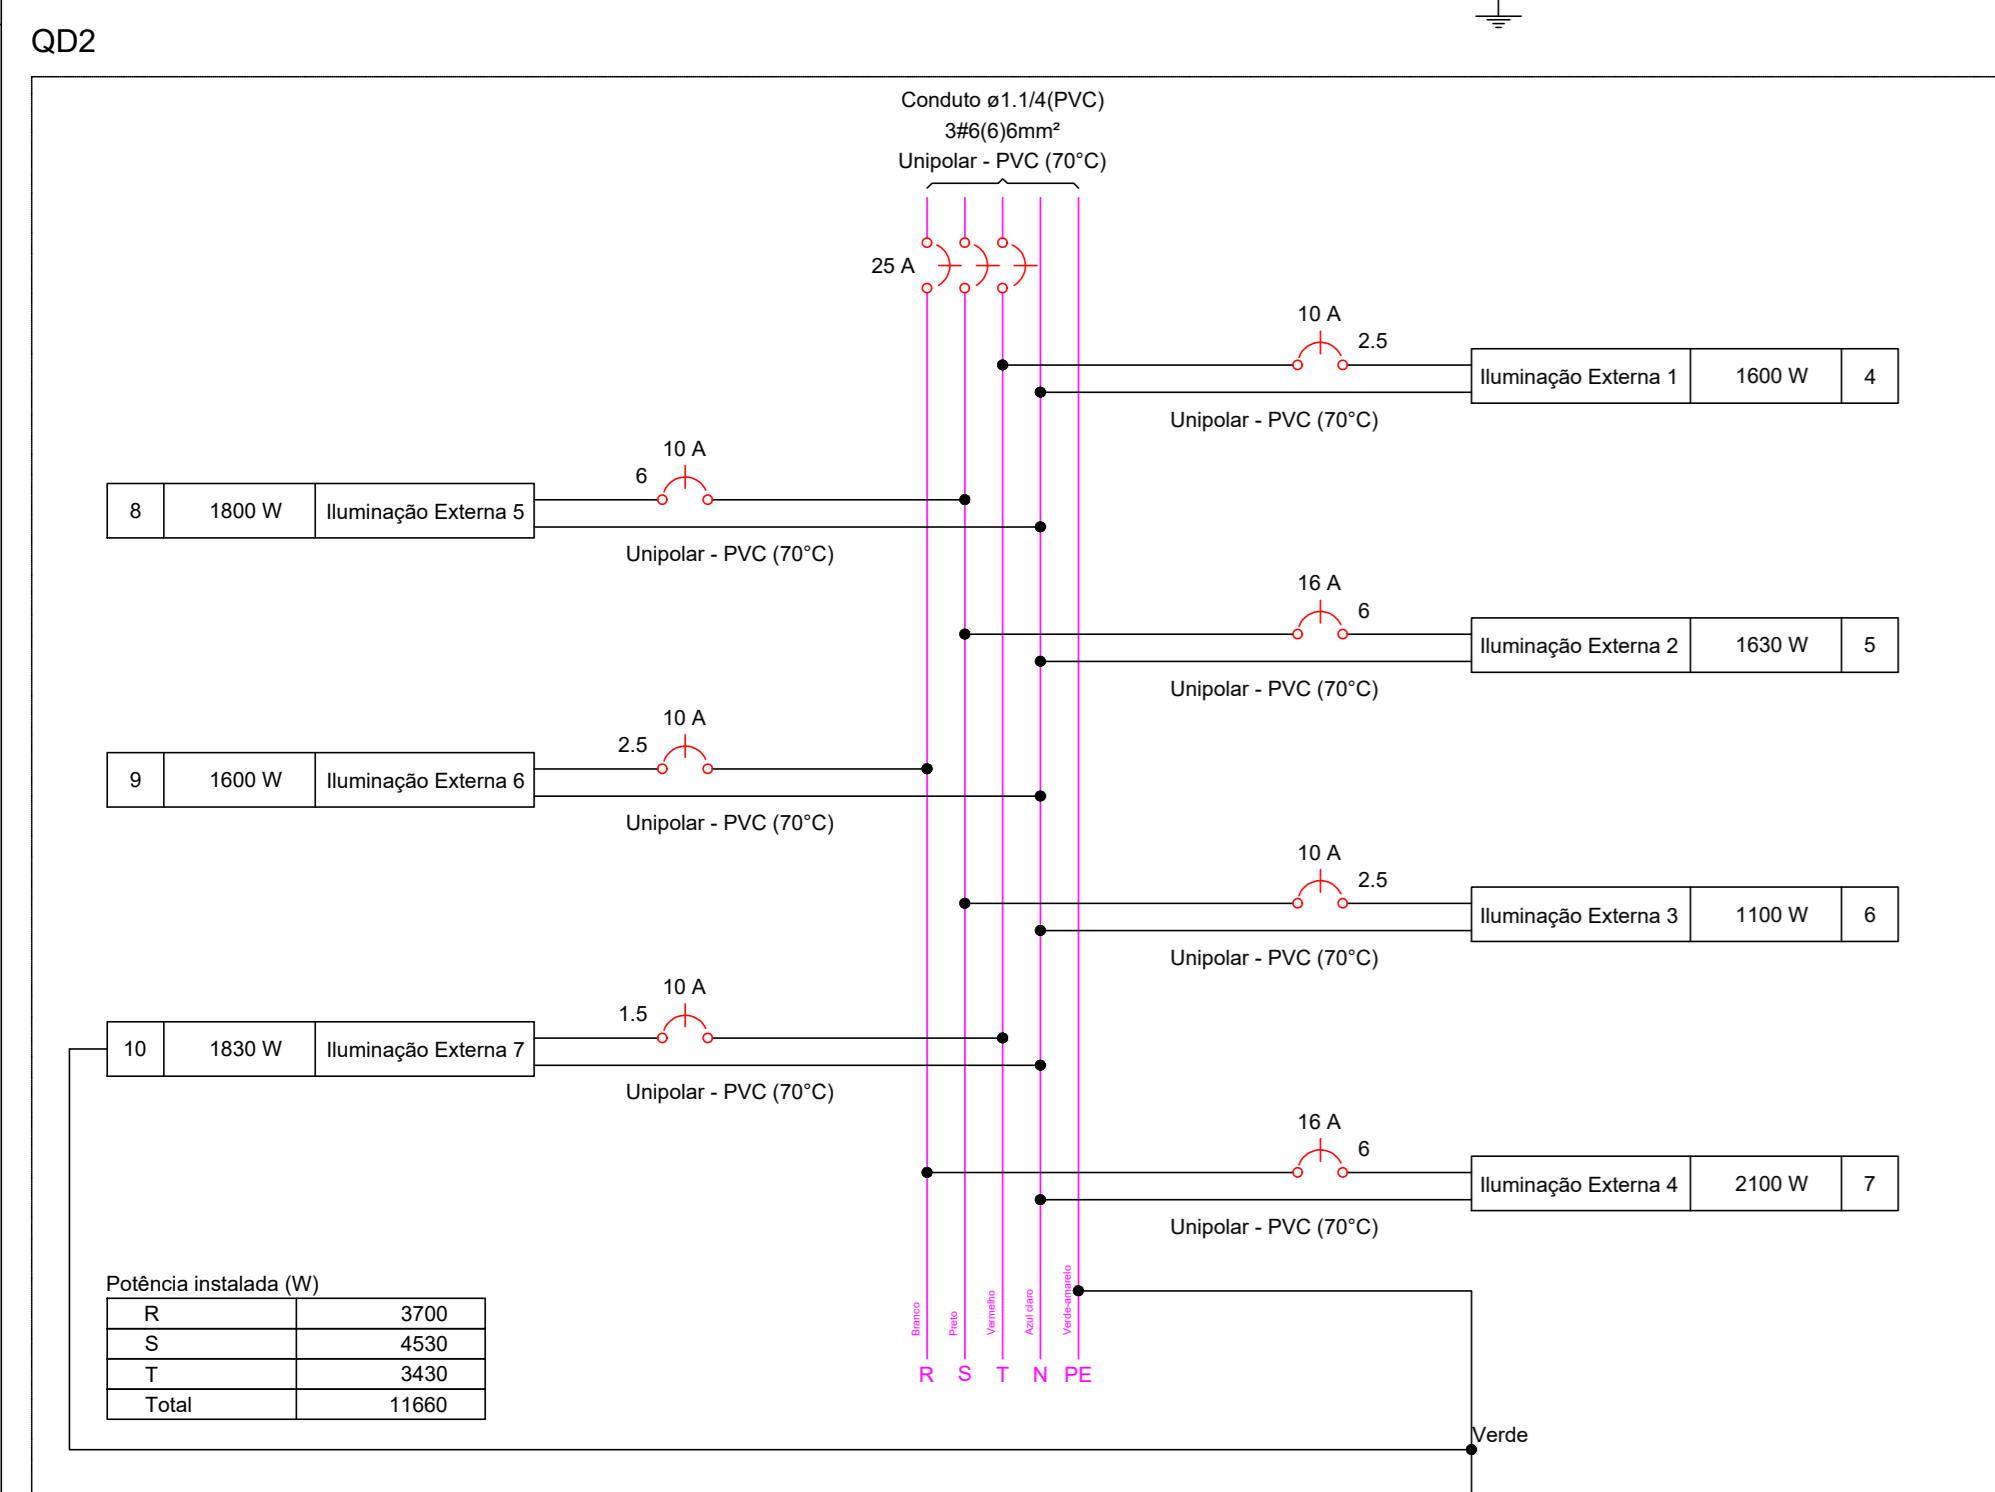 QD2
Conduto ø1.1/4(PVC)
3#6(6)6mm²
Unipolar - PVC (70°C)
25 A
10 A
2.5
Iluminação Externa 1 1600 W 4
Unipolar - PVC (70°C)
10 A
6
8 1800 W Iluminação Externa 5
Unipolar - PVC (70°C)
16 A
6
Iluminação Externa 2 1630 W 5
Unipolar - PVC (70°C)
10 A
2.5
9 1600 W Iluminação Externa 6
Unipolar - PVC (70°C)
10 A
2.5
Iluminação Externa 3 1100 W 6
Unipolar - PVC (70°C)
10 A
1.5
10 1830 W Iluminação Externa 7
Unipolar - PVC (70°C)
16 A
6
Iluminação Externa 4 2100 W 7
Unipolar - PVC (70°C)
Potência instalada (W)
R 3700
S 4530
T 3430
Total 11660
Branco
Preto
Vermelho
Azul claro
Verde-amarelo
R S T N PE
Verde